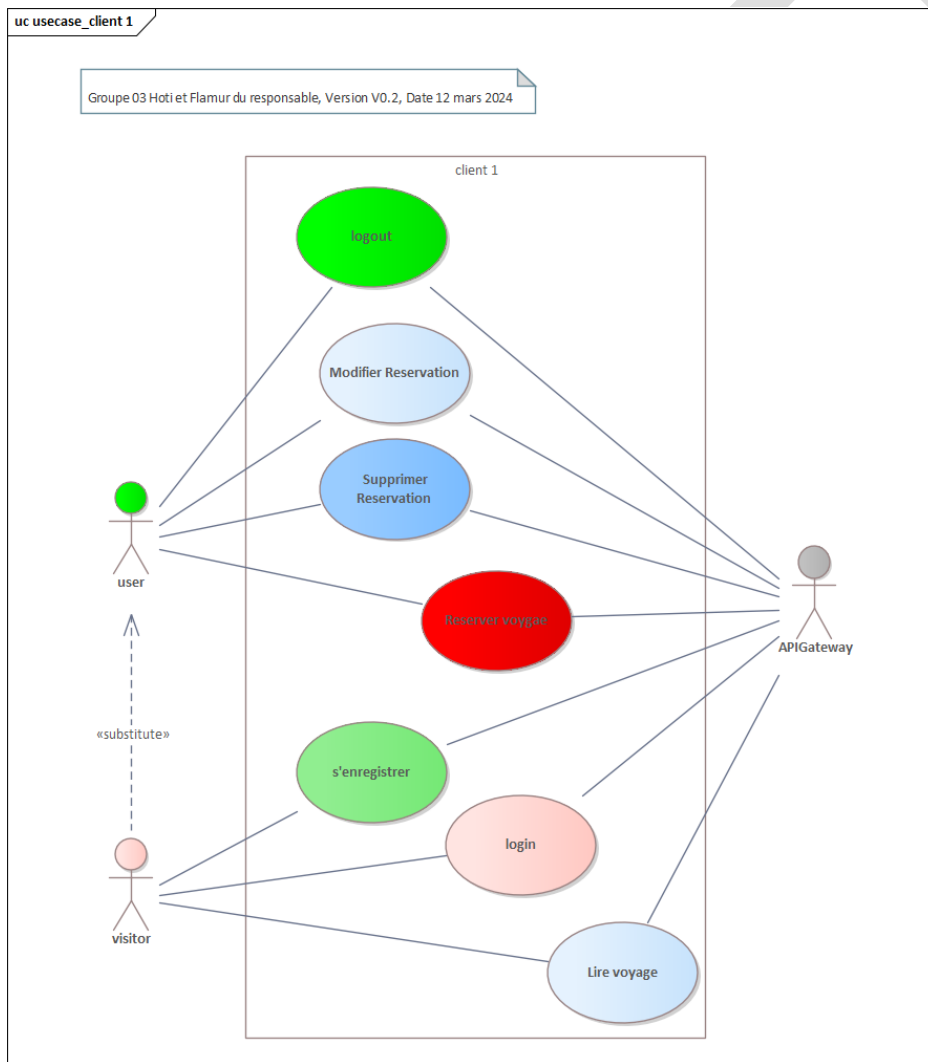 uc usecase_client 1
Groupe 03 Hoti et Flamur du responsable, Version V0.2, Date 12 mars 2024
client 1
logout
Modifier Reservation
Supprimer
Reservation
user
Reserver voygae
APIGateway
«substitute»
s'enregistrer
login
visitor
Lire voyage